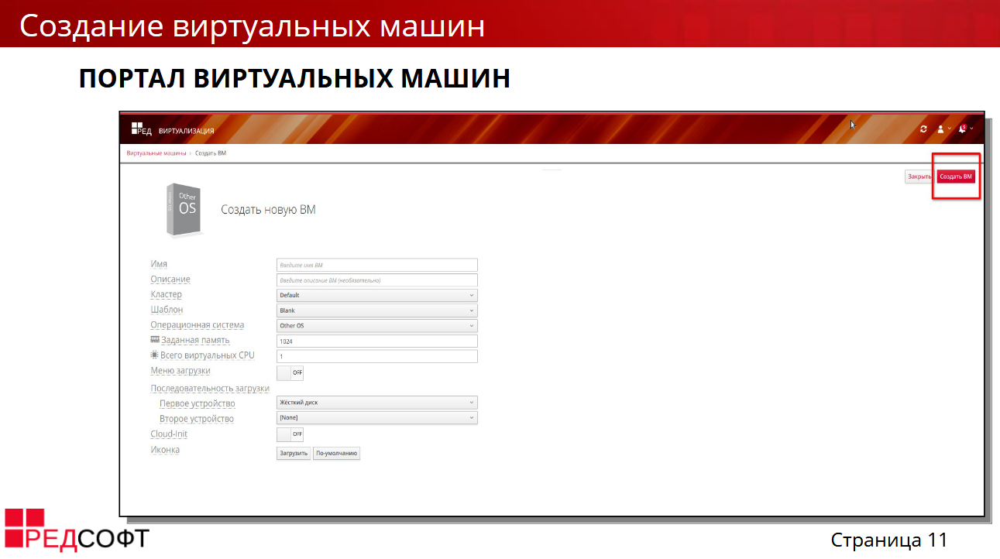 Создание виртуальных машин
ПОРТАЛ ВИРТУАЛЬНЫХ МАШИН
РЕД ВИРТУАЛИЗАЦИЯ
Виртуальные машины › Создать ВМ
Закрыть Создать ВМ
Other OS
Other
OS
Создать новую ВМ
Имя Введите имя ВМ
Описание Введите описание ВМ (необязательно)
Кластер Default
Шаблон Blank
Операционная система Other OS
Заданная память 1024
Всего виртуальных CPU 1
Меню загрузки OFF
Последовательность загрузки
Первое устройство Жёсткий диск
Второе устройство [None]
Cloud-Init OFF
Иконка Загрузить По-умолчанию
РЕДСОФТ
Страница 11